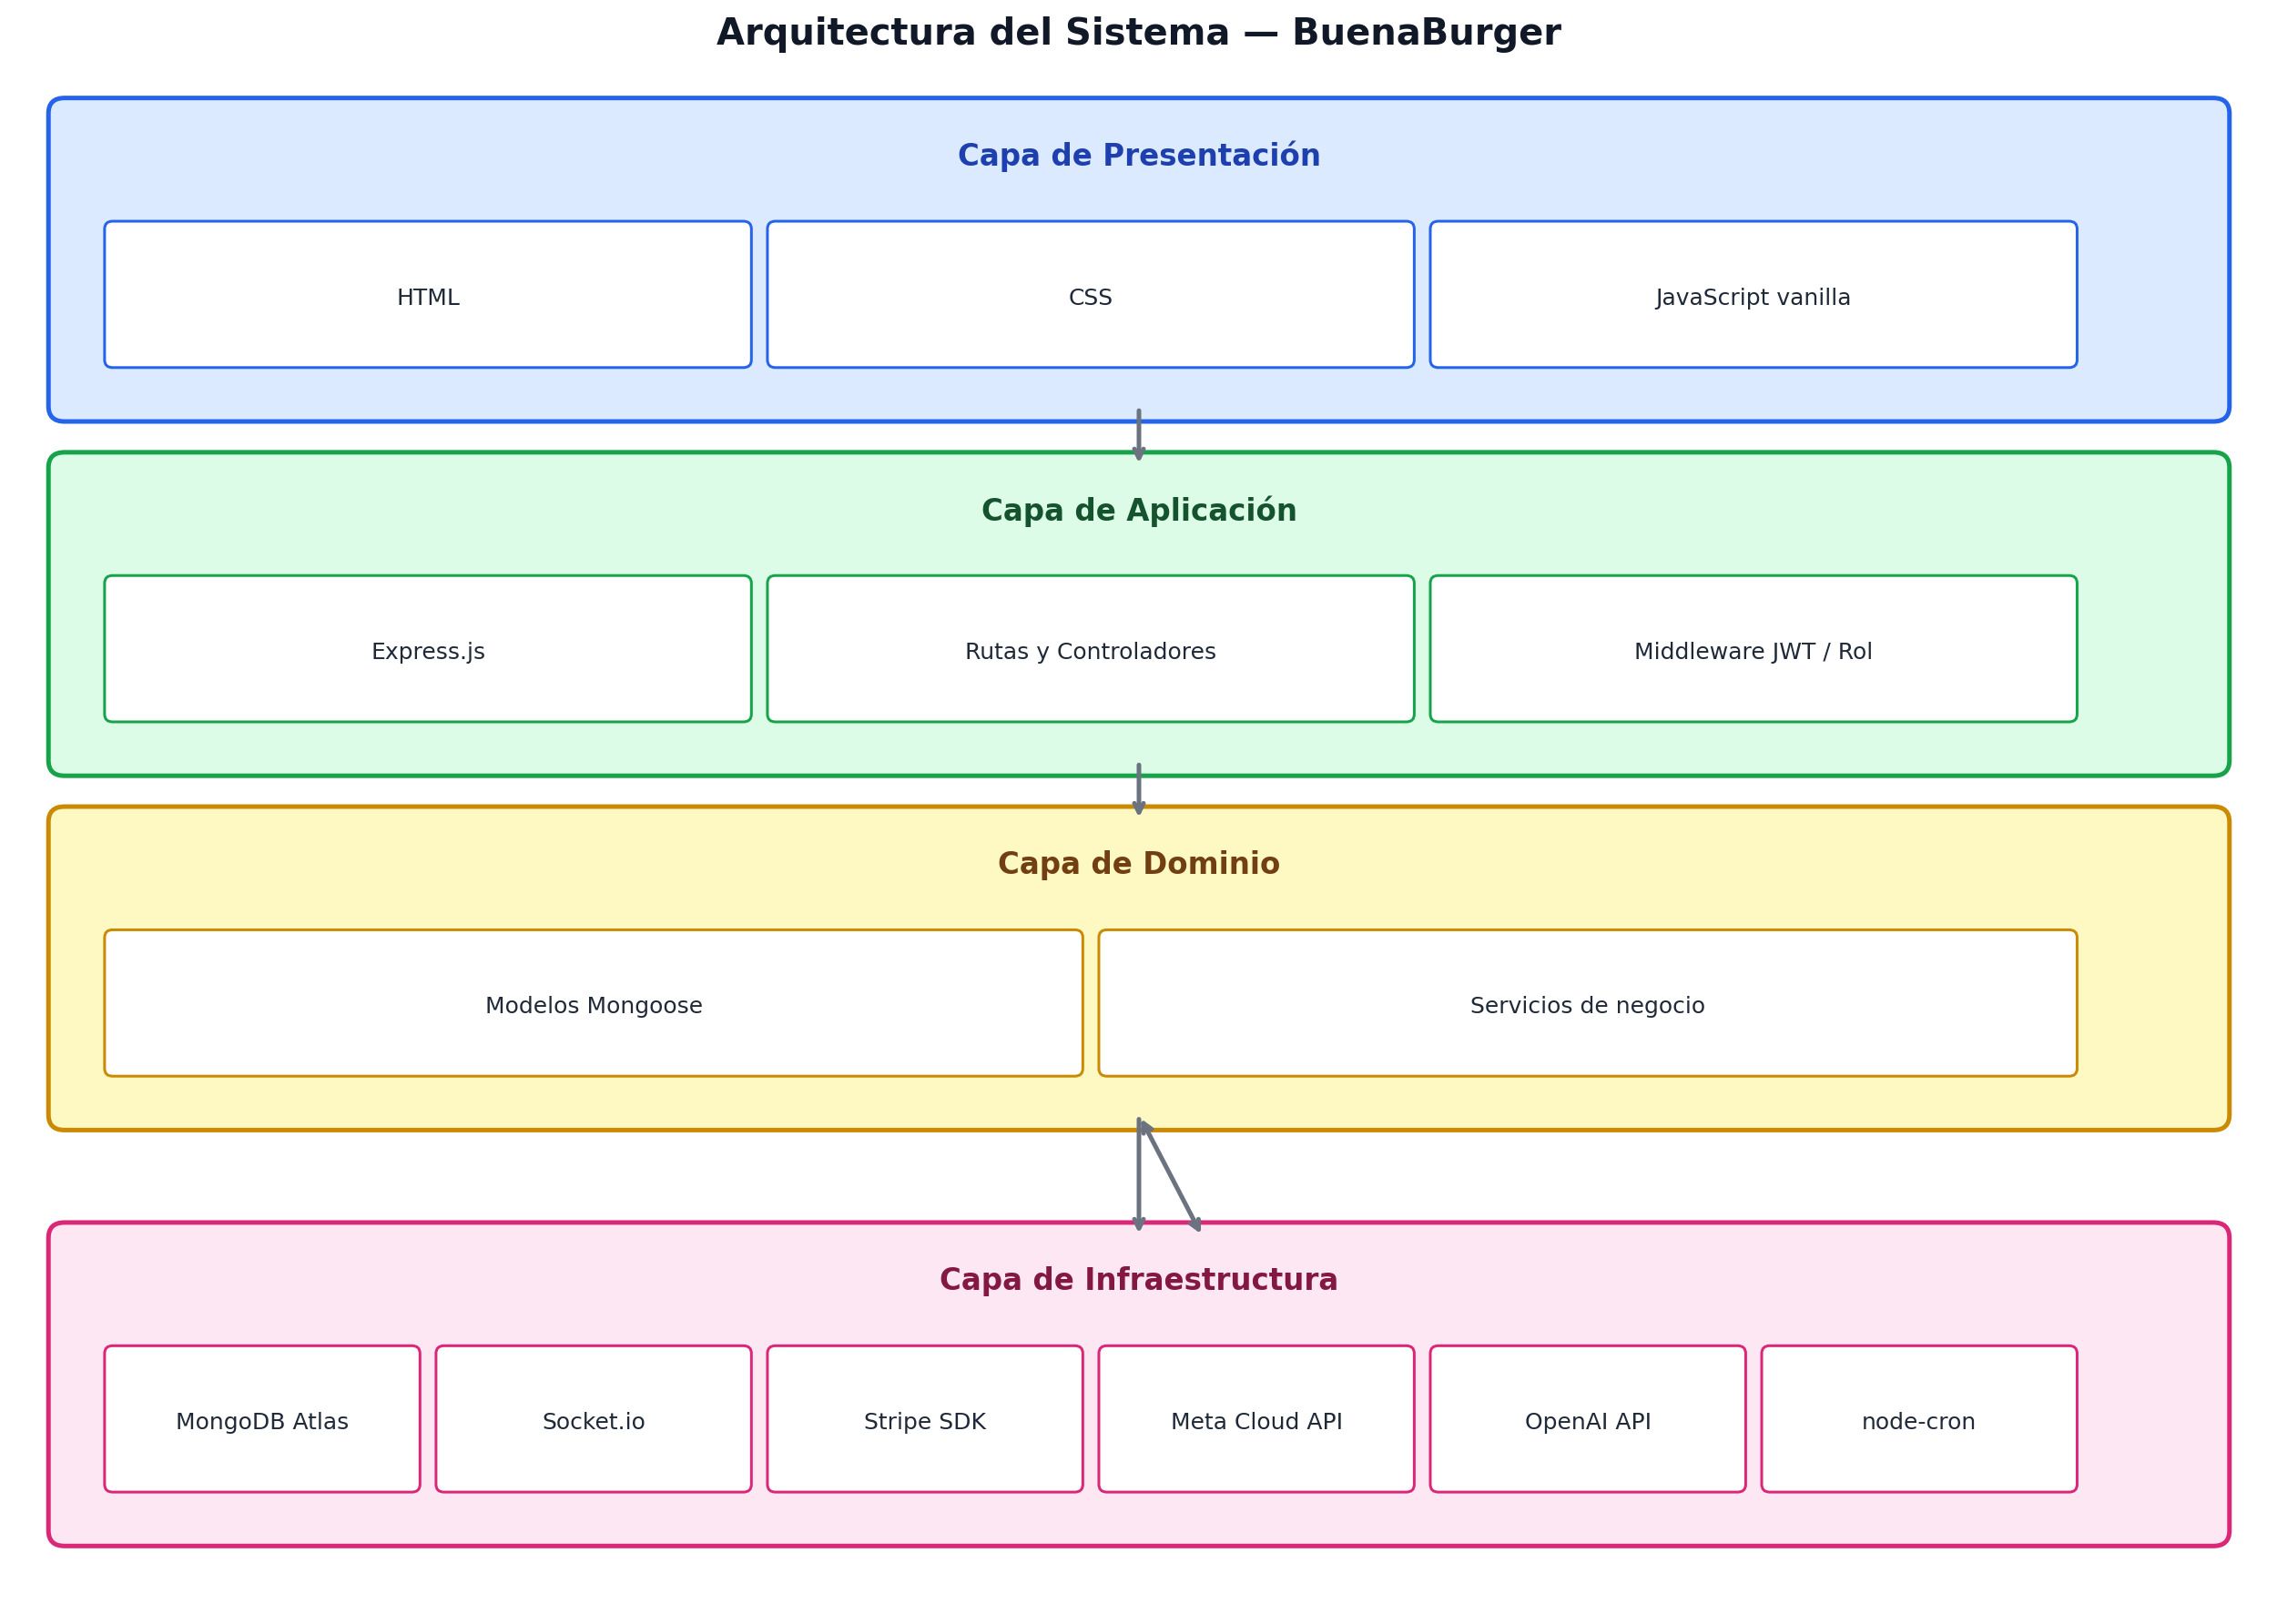 Arquitectura del Sistema — BuenaBurger
Capa de Presentación
HTML
CSS
JavaScript vanilla
Capa de Aplicación
Express.js
Rutas y Controladores
Middleware JWT / Rol
Capa de Dominio
Modelos Mongoose
Servicios de negocio
Capa de Infraestructura
MongoDB Atlas
Socket.io
Stripe SDK
Meta Cloud API
OpenAI API
node-cron